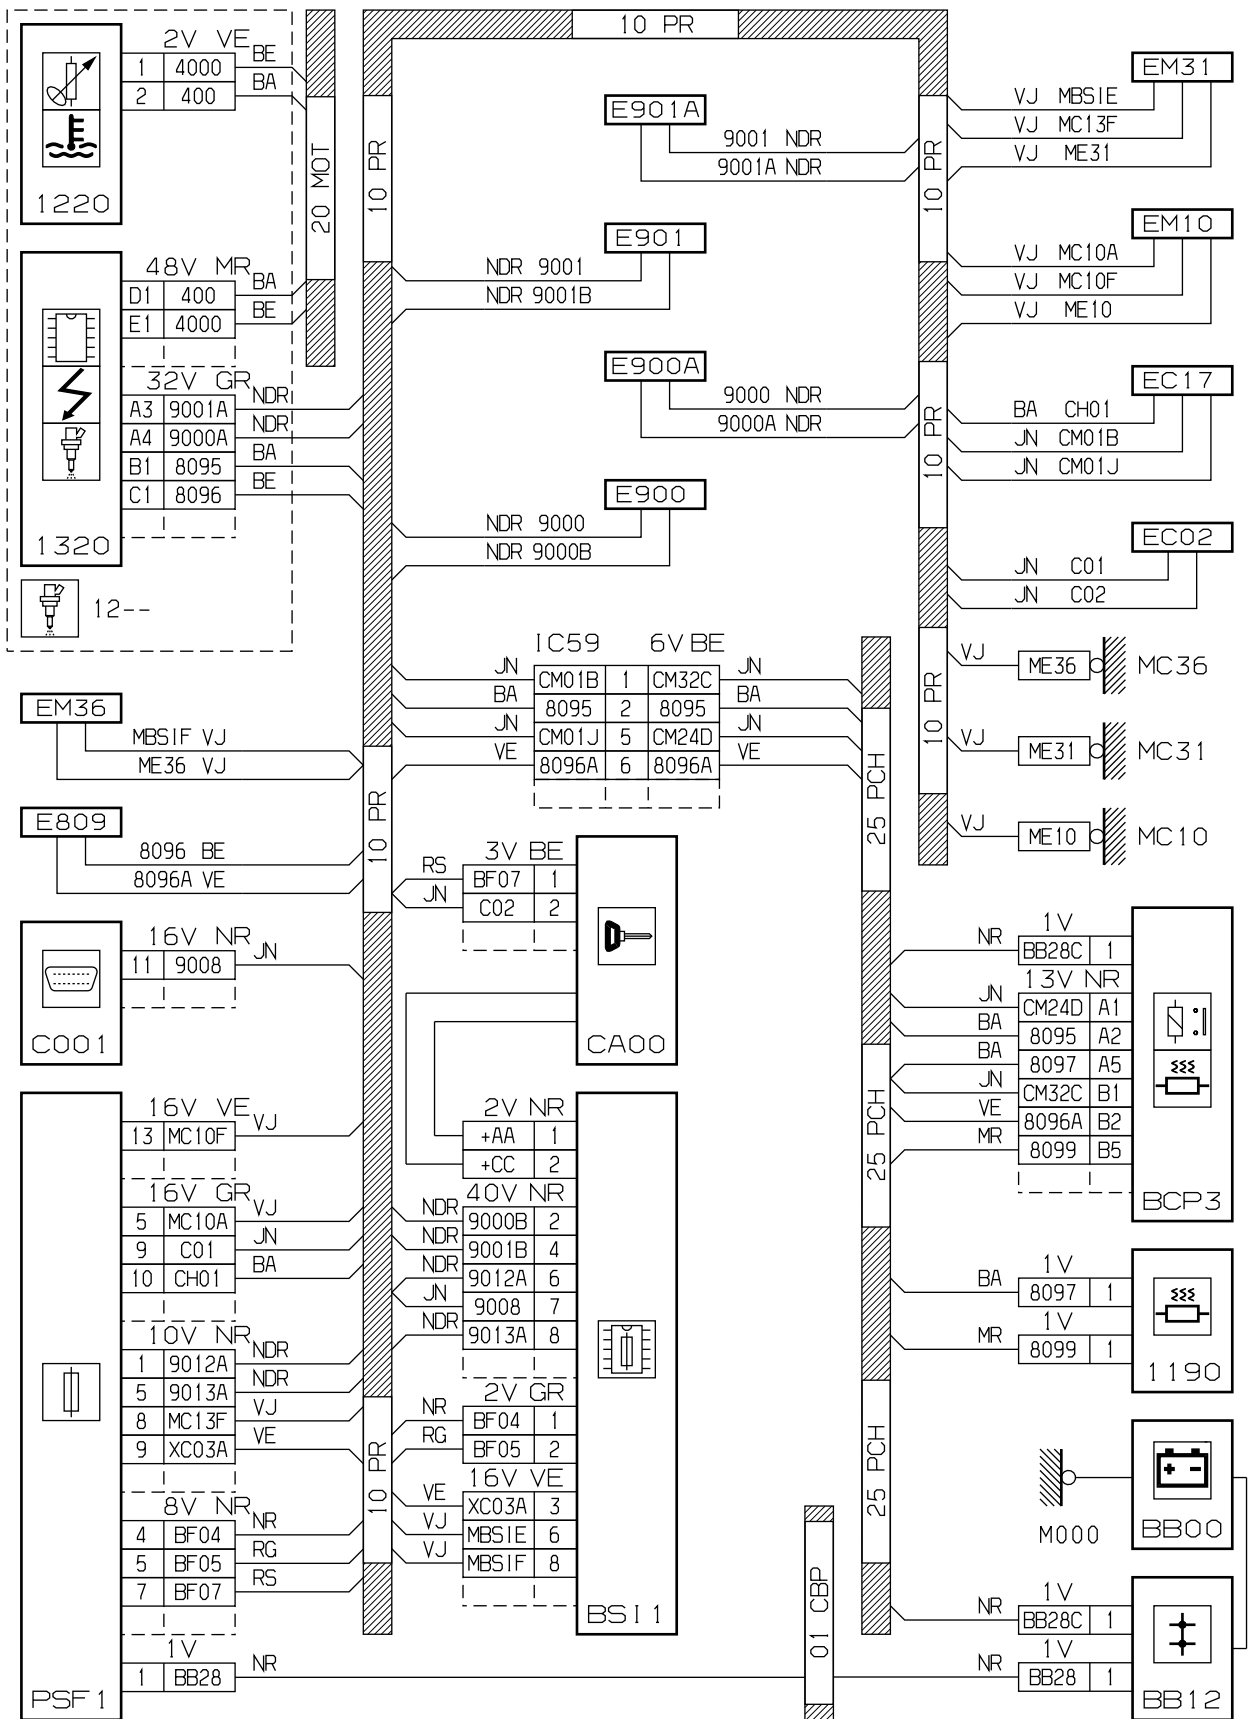 10 PR
2V VE
1 4000 BE
2 400 BA
1220
20 MOT
10 PR
48V MR
D1 400 BA
E1 4000 BE
32V GR
A3 9001A NDR
A4 9000A NDR
B1 8095 BA
C1 8096 BE
1320
12--
E901A
9001 NDR
9001A NDR
E901
NDR 9001
NDR 9001B
E900A
9000 NDR
9000A NDR
E900
NDR 9000
NDR 9000B
10 PR
10 PR
10 PR
EM31
VJ MBSIE
VJ MC13F
VJ ME31
EM10
VJ MC10A
VJ MC10F
VJ ME10
EC17
BA CH01
JN CM01B
JN CM01J
EC02
JN C01
JN C02
VJ ME36 MC36
VJ ME31 MC31
VJ ME10 MC10
IC59 6V BE
JN CM01B 1 CM32C JN
BA 8095 2 8095 BA
JN CM01J 5 CM24D JN
VE 8096A 6 8096A VE
EM36
MBSIF VJ
ME36 VJ
10 PR
25 PCH
E809
8096 BE
8096A VE
3V BE
RS BF07 1
JN C02 2
CA00
16V NR
11 9008 JN
C001
1V
NR BB28C 1
13V NR
JN CM24D A1
BA 8095 A2
BA 8097 A5
JN CM32C B1
VE 8096A B2
MR 8099 B5
BCP3
25 PCH
16V VE
13 MC10F VJ
16V GR
5 MC10A VJ
9 C01 JN
10 CH01 BA
10V NR
1 9012A NDR
5 9013A NDR
8 MC13F VJ
9 XC03A VE
8V NR
4 BF04 NR
5 BF05 RG
7 BF07 RS
1V
1 BB28 NR
PSF1
10 PR
2V NR
+AA 1
+CC 2
40V NR
NDR 9000B 2
NDR 9001B 4
NDR 9012A 6
JN 9008 7
NDR 9013A 8
2V GR
NR BF04 1
RG BF05 2
16V VE
VE XC03A 3
VJ MBSIE 6
VJ MBSIF 8
BSI1
1V
BA 8097 1
1V
MR 8099 1
1190
25 PCH
M000
BB00
01 CBP
1V
NR BB28C 1
1V
NR BB28 1
BB12